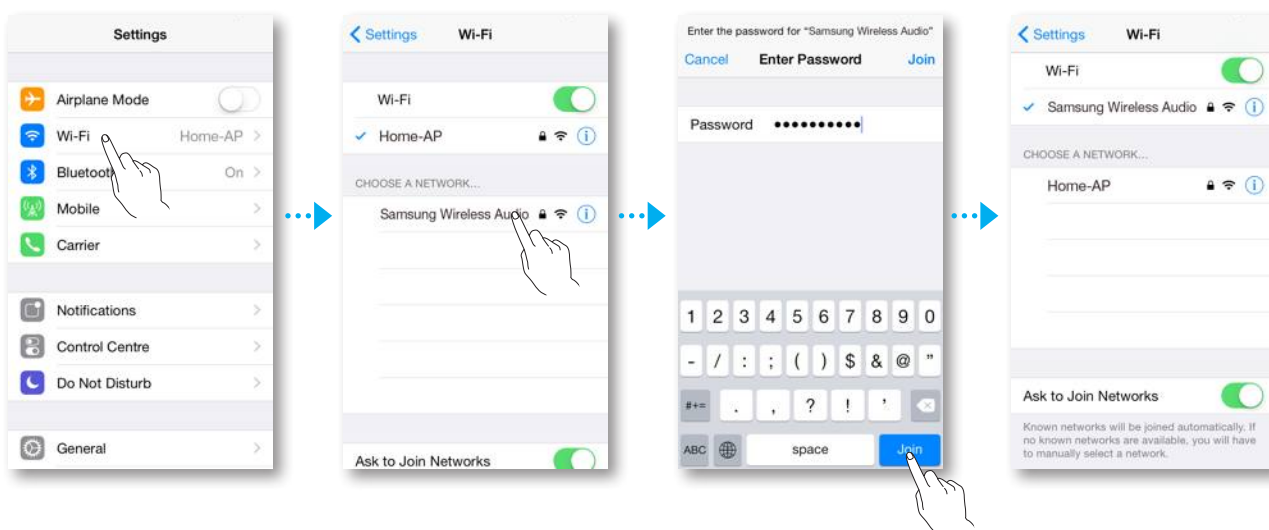 Settings
Airplane Mode
Wi-Fi Home-AP
Bluetooth On
Mobile
Carrier
Notifications
Control Centre
Do Not Disturb
General
Settings Wi-Fi
Wi-Fi
Home-AP
CHOOSE A NETWORK...
Samsung Wireless Audio
Ask to Join Networks
Enter the password for "Samsung Wireless Audio"
Cancel Enter Password Join
Password ••••••••••
1 2 3 4 5 6 7 8 9 0
- / : ; ( ) $ & @ "
#+= . , ? ! '
ABC space Join
Settings Wi-Fi
Wi-Fi
Samsung Wireless Audio
CHOOSE A NETWORK...
Home-AP
Ask to Join Networks
Known networks will be joined automatically. If
no known networks are available, you will have
to manually select a network.